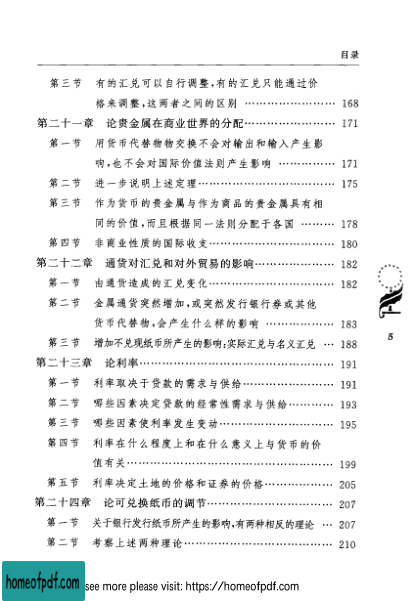 目录
第三节 有的汇兑可以自行调整,有的汇兑只能通过价
格来调整,这两者之间的区别 …………………… 168
第二十一章 论贵金属在商业世界的分配…………………… 171
第一节 用货币代替物物交换不会对输出和输入产生影
响,也不会对国际价值法则产生影响 …………… 171
第二节 进一步说明上述定理……………………………… 175
第三节 作为货币的贵金属与作为商品的贵金属具有相
同的价值,而且根据同一法则分配于各国 ……… 178
第四节 非商业性质的国际收支…………………………… 180
第二十二章 通货对汇兑和对外贸易的影响………………… 182
第一节 由通货造成的汇兑变化…………………………… 182
第二节 金属通货突然增加,或突然发行银行券或其他
货币代替物,会产生什么样的影响 ……………… 183
第三节 增加不兑现纸币所产生的影响;实际汇兑与名义汇兑 … 188
第二十三章 论利率…………………………………………… 191
第一节 利率取决于贷款的需求与供给…………………… 191
第二节 哪些因素决定贷款的经常性需求与供给………… 193
第三节 哪些因素使利率发生变动………………………… 195
第四节 利率在什么程度上和在什么意义上与货币的价
值有关……………………………………………… 199
第五节 利率决定土地的价格和证券的价格……………… 205
第二十四章 论可兑换纸币的调节…………………………… 207
第一节 关于银行发行纸币所产生的影响,有两种相反的理论 … 207
第二节 考察上述两种理论………………………………… 210
5
homeofpdf.com
see more please visit: https://homeofpdf.com